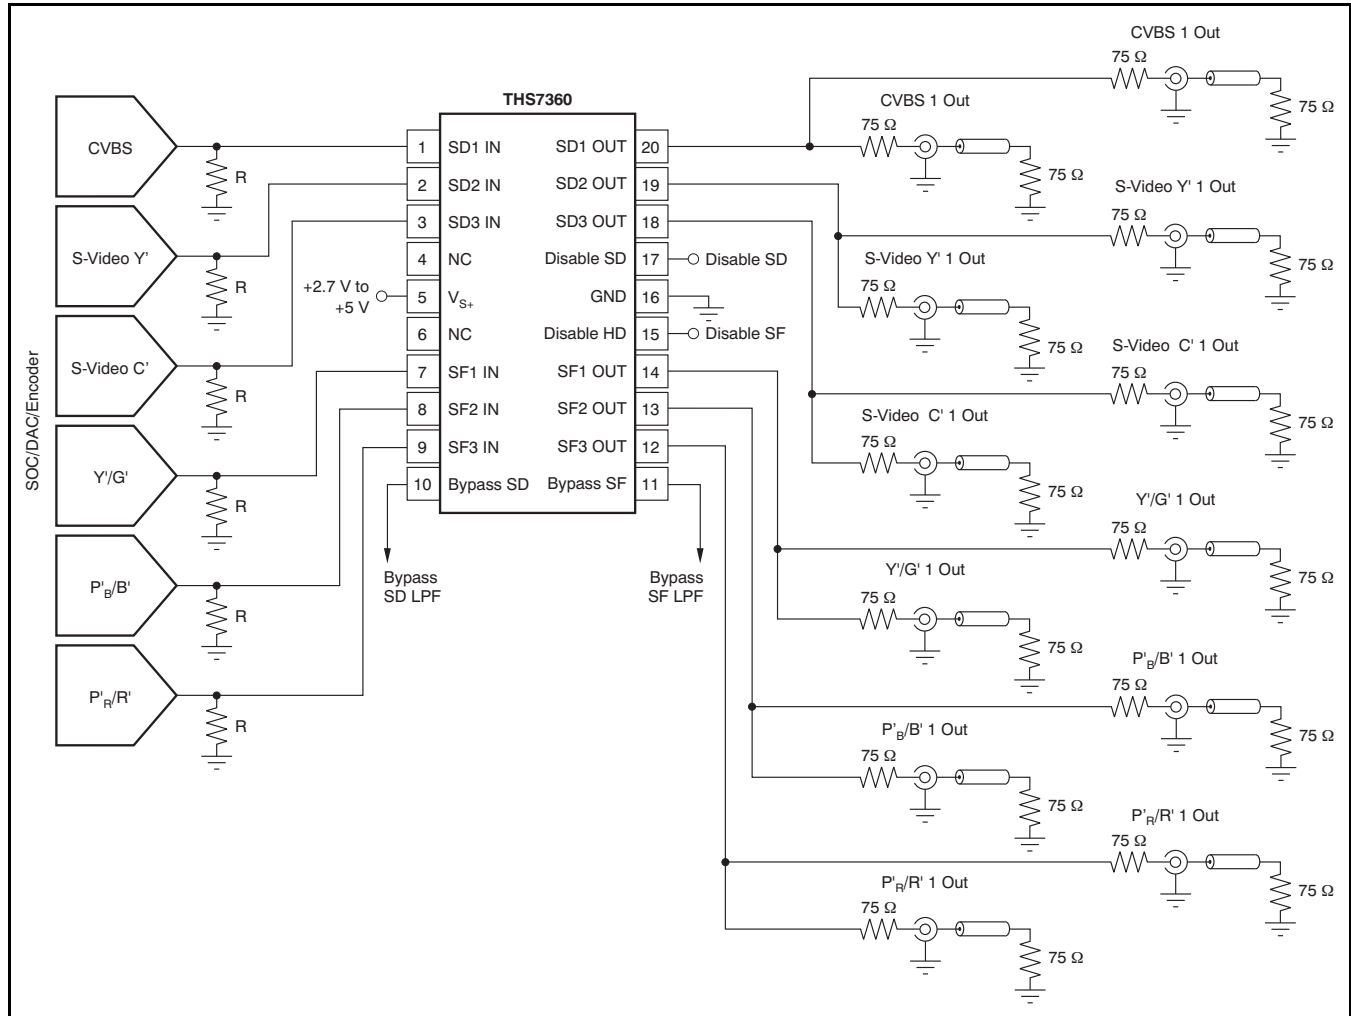 CVBS 1 Out
75 Ω
75 Ω
THS7360
CVBS 1 Out
75 Ω
75 Ω
CVBS
R
1 SD1 IN SD1 OUT 20
2 SD2 IN SD2 OUT 19
3 SD3 IN SD3 OUT 18
4 NC Disable SD 17 Disable SD
+2.7 V to
+5 V
5 VS+ GND 16
6 NC Disable HD 15 Disable SF
7 SF1 IN SF1 OUT 14
8 SF2 IN SF2 OUT 13
9 SF3 IN SF3 OUT 12
10 Bypass SD Bypass SF 11
Bypass
SD LPF
Bypass
SF LPF
SOC/DAC/Encoder
S-Video Y'
R
S-Video C'
R
Y'/G'
R
P'B/B'
R
P'R/R'
R
S-Video Y' 1 Out
75 Ω
75 Ω
S-Video Y' 1 Out
75 Ω
75 Ω
S-Video C' 1 Out
75 Ω
75 Ω
S-Video C' 1 Out
75 Ω
75 Ω
Y'/G' 1 Out
75 Ω
75 Ω
Y'/G' 1 Out
75 Ω
75 Ω
P'B/B' 1 Out
75 Ω
75 Ω
P'B/B' 1 Out
75 Ω
75 Ω
P'R/R' 1 Out
75 Ω
75 Ω
P'R/R' 1 Out
75 Ω
75 Ω